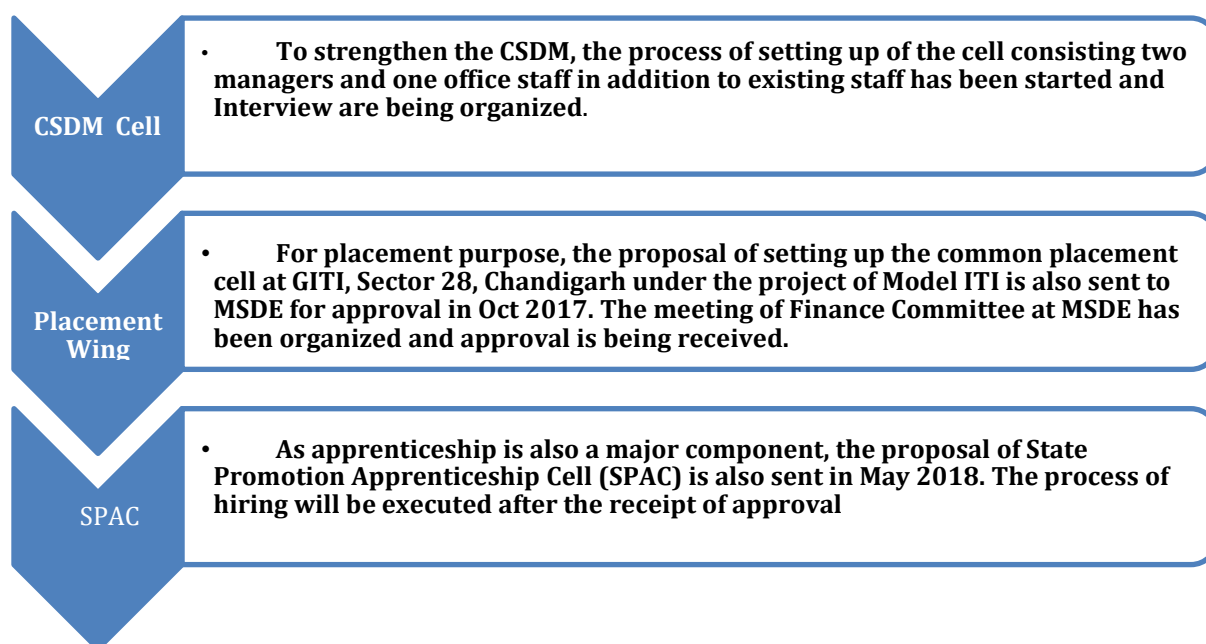 CSDM Cell
• To strengthen the CSDM, the process of setting up of the cell consisting two
managers and one office staff in addition to existing staff has been started and
Interview are being organized.
Placement
Wing
• For placement purpose, the proposal of setting up the common placement
cell at GITI, Sector 28, Chandigarh under the project of Model ITI is also sent to
MSDE for approval in Oct 2017. The meeting of Finance Committee at MSDE has
been organized and approval is being received.
SPAC
• As apprenticeship is also a major component, the proposal of State
Promotion Apprenticeship Cell (SPAC) is also sent in May 2018. The process of
hiring will be executed after the receipt of approval